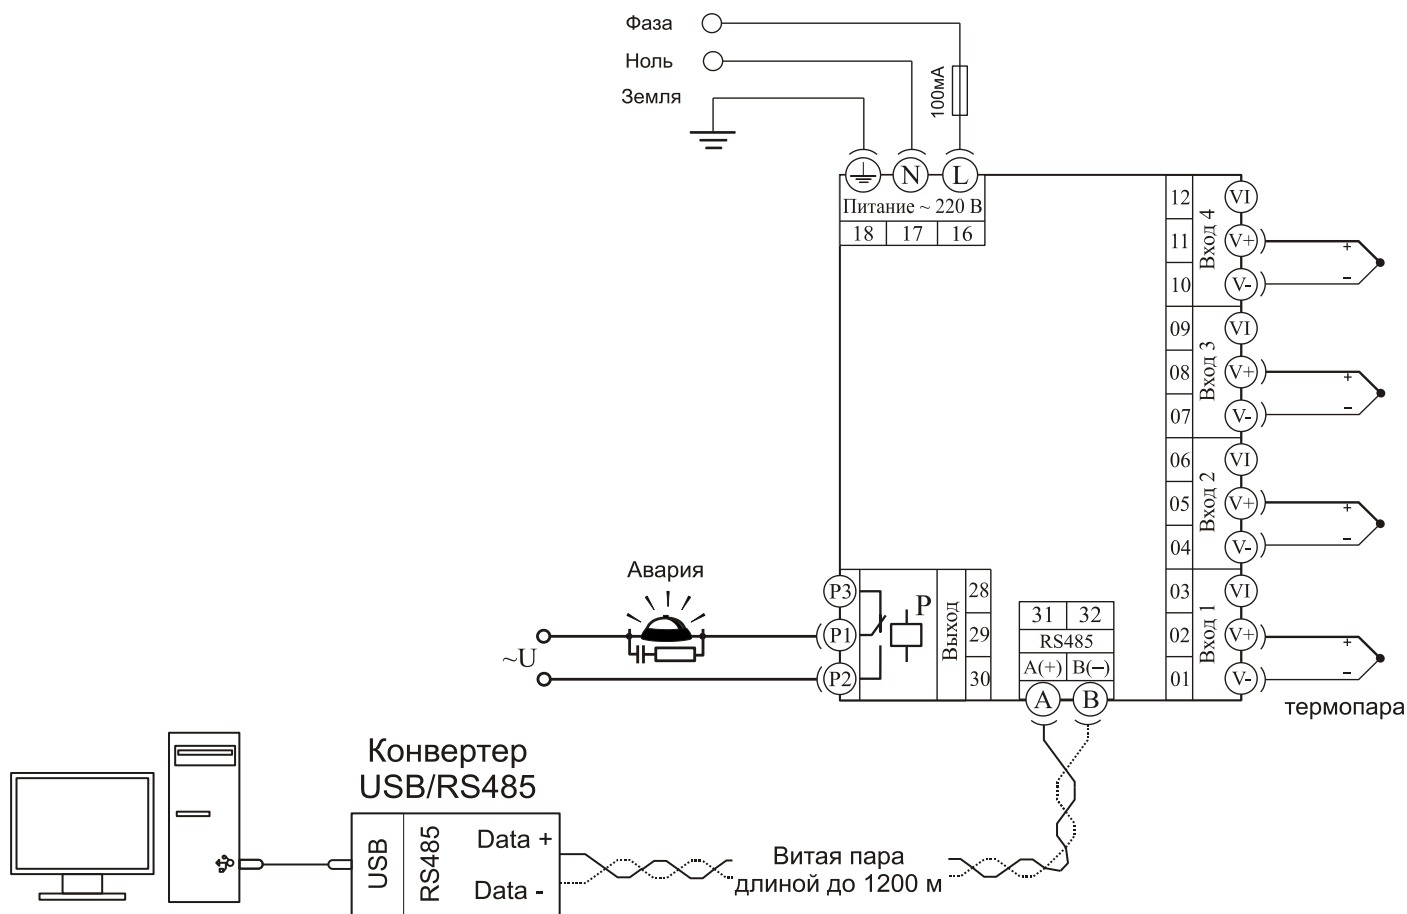 Фаза
Ноль
Земля
100мА
N
L
Питание ~ 220 В
18
17
16
12
VI
11
V+
10
V-
Вход 4
09
VI
08
V+
07
V-
Вход 3
06
VI
05
V+
04
V-
Вход 2
03
VI
02
V+
01
V-
Вход 1
+
−
+
−
+
−
+
−
термопара
Авария
~U
P3
P1
P2
P
Выход
28
29
30
31
32
RS485
A(+)
B(−)
A
B
Конвертер
USB/RS485
USB
RS485
Data +
Data -
Витая пара
длиной до 1200 м